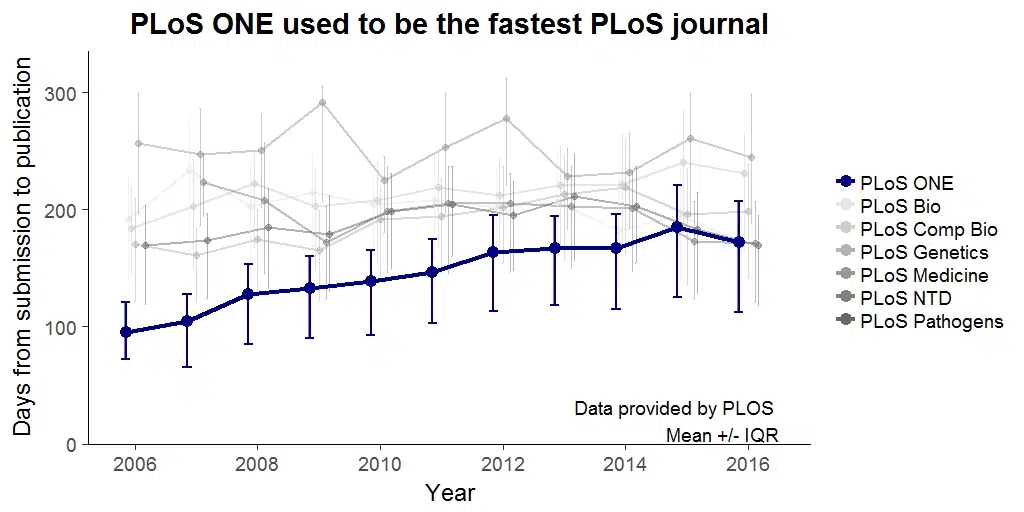 PLoS ONE used to be the fastest PLoS journal
Days from submission to publication
300
200
100
0
2006
2008
2010
2012
2014
2016
Year
Data provided by PLOS
Mean +/- IQR
PLoS ONE
PLoS Bio
PLoS Comp Bio
PLoS Genetics
PLoS Medicine
PLoS NTD
PLoS Pathogens